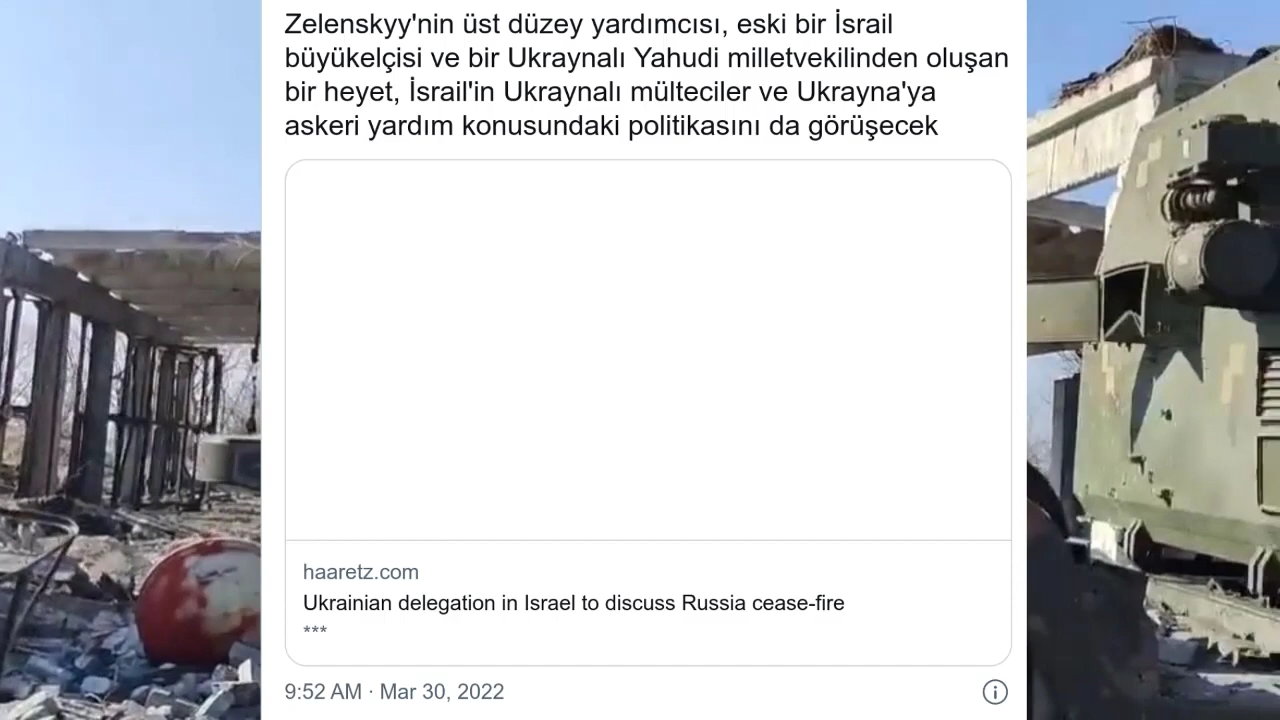 Zelenskyy'nin üst düzey yardımcısı, eski bir İsrail
büyükelçisi ve bir Ukraynalı Yahudi milletvekilinden oluşan
bir heyet, İsrail'in Ukraynalı mülteciler ve Ukrayna'ya
askeri yardım konusundaki politikasını da görüşecek
haaretz.com
Ukrainian delegation in Israel to discuss Russia cease-fire
***
9:52 AM · Mar 30, 2022